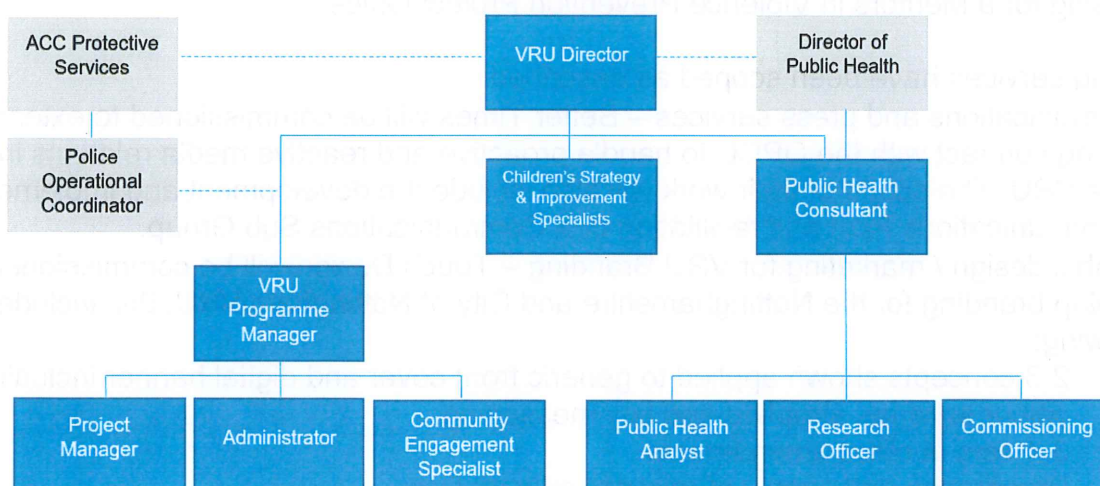 ACC Protective
Services
VRU Director
Director of
Public Health
Police
Operational
Coordinator
Children's Strategy
& Improvement
Specialists
Public Health
Consultant
VRU
Programme
Manager
Project
Manager
Administrator
Community
Engagement
Specialist
Public Health
Analyst
Research
Officer
Commissioning
Officer